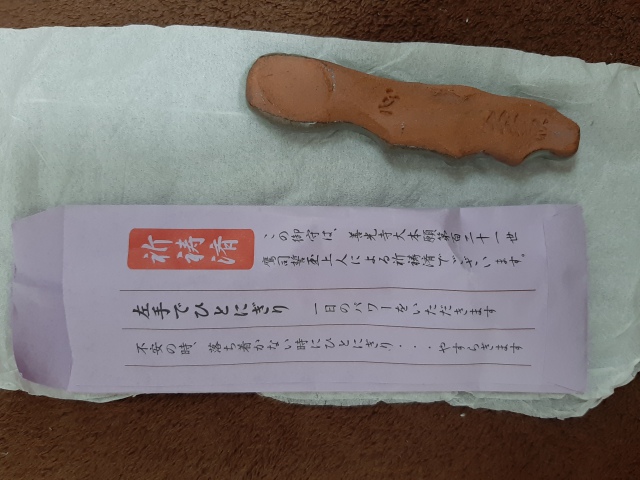 祈祷済
この御守は、善光寺大本願第百二十一世
鷹司誓玉上人による祈祷済でございます。
左手でひとにぎり　一日のパワーをいただきます
不安の時、落ち着かない時にひとにぎり・・・やすらぎます
心